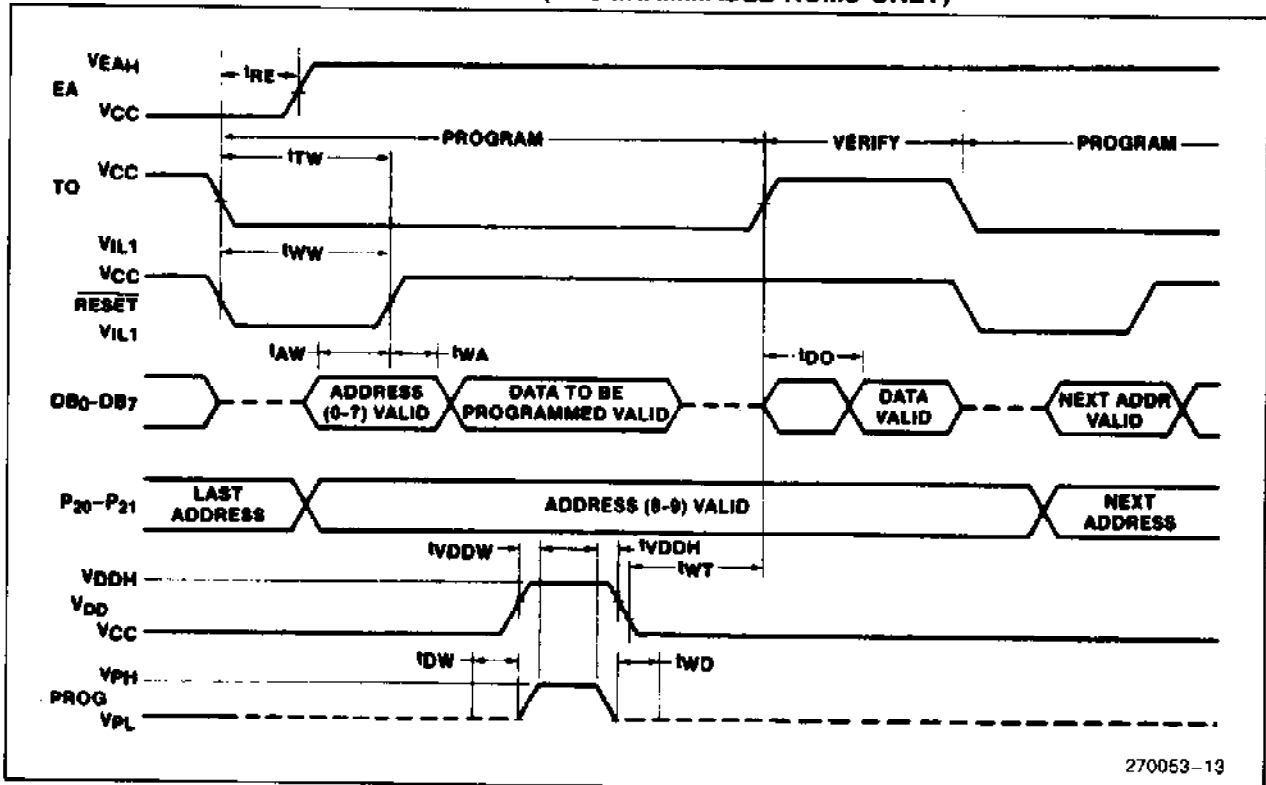 VEAH
EA
tRE
VCC
PROGRAM
VERIFY
PROGRAM
tTW
VCC
TO
VIL1
tWW
VCC
RESET
VIL1
tAW
tWA
tDO
DB0-DB7
ADDRESS
(0-7) VALID
DATA TO BE
PROGRAMMED VALID
DATA
VALID
NEXT ADDR
VALID
P20-P21
LAST
ADDRESS
ADDRESS (8-9) VALID
NEXT
ADDRESS
tVDDW
tVDDH
tWT
VDDH
VDD
VCC
tDW
tWD
VPH
PROG
VPL
270053-13